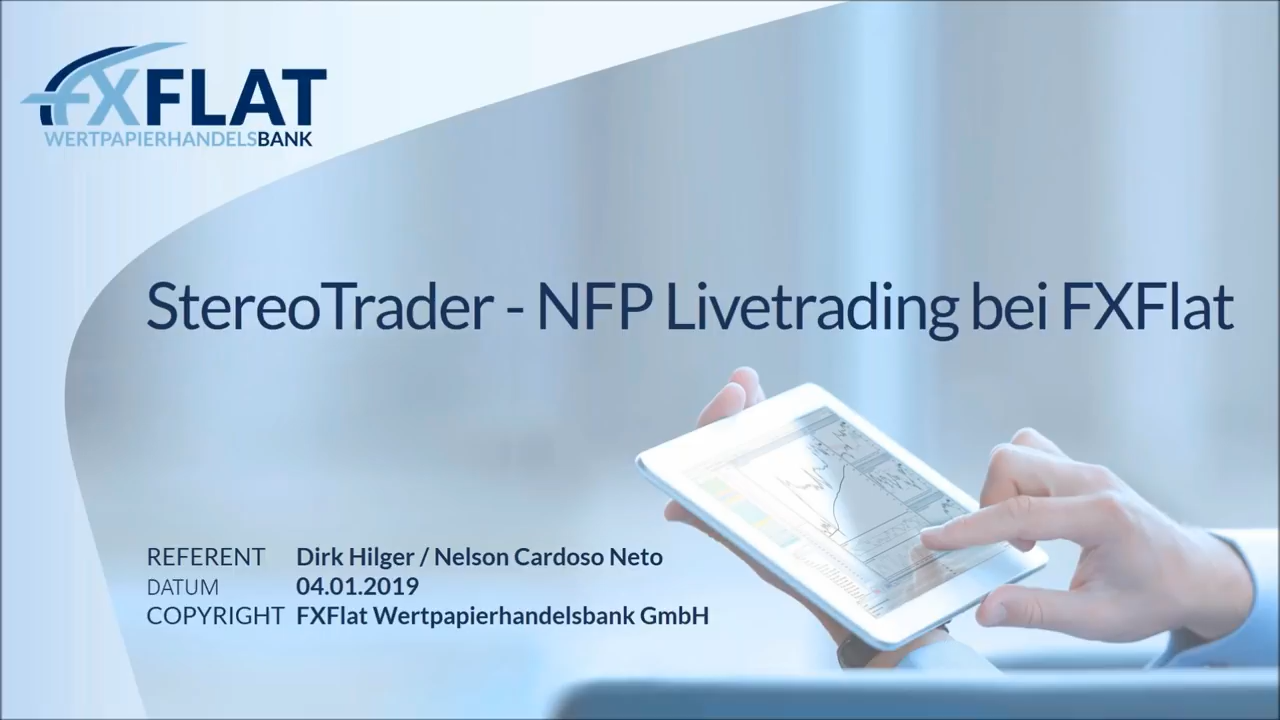 FXFLAT
WERTPAPIERHANDELSBANK
StereoTrader - NFP Livetrading bei FXFlat
REFERENT Dirk Hilger / Nelson Cardoso Neto
DATUM 04.01.2019
COPYRIGHT FXFlat Wertpapierhandelsbank GmbH